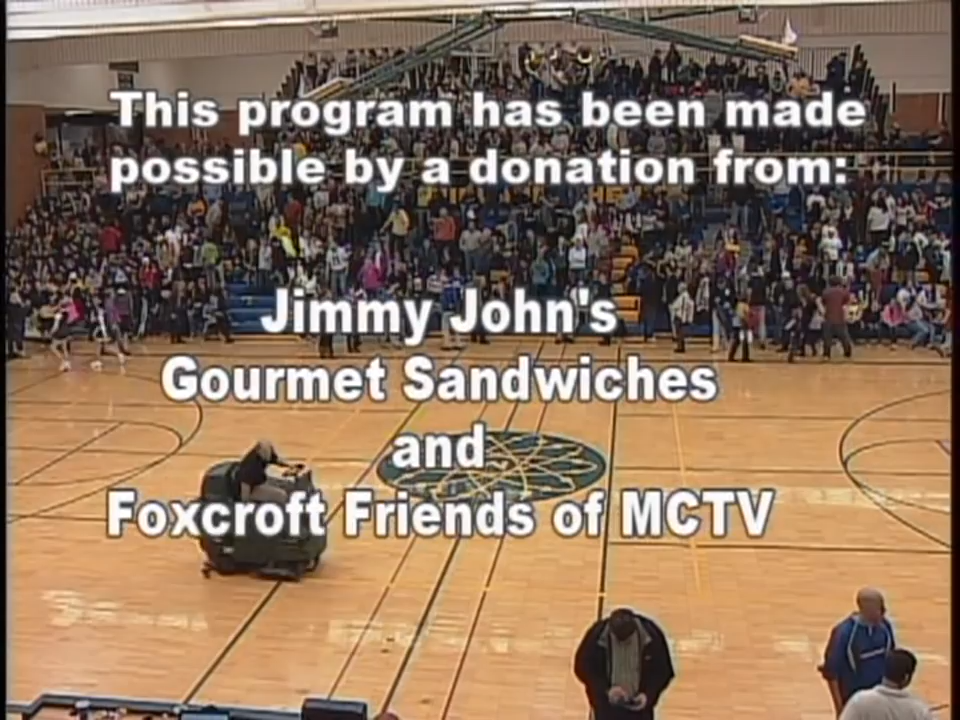 This program has been made
possible by a donation from:
Jimmy John's
Gourmet Sandwiches
and
Foxcroft Friends of MCTV